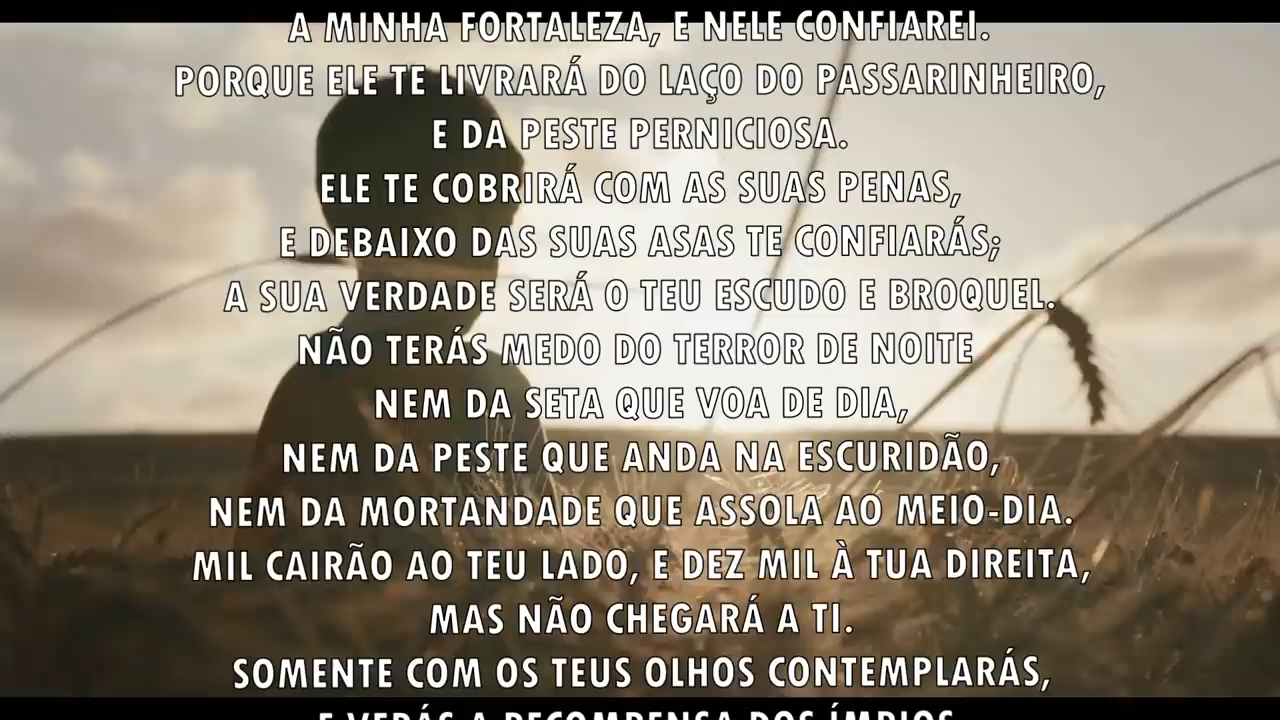 A MINHA FORTALEZA, E NELE CONFIAREI.
PORQUE ELE TE LIVRARÁ DO LAÇO DO PASSARINHEIRO,
E DA PESTE PERNICIOSA.
ELE TE COBRIRÁ COM AS SUAS PENAS,
E DEBAIXO DAS SUAS ASAS TE CONFIARÁS;
A SUA VERDADE SERÁ O TEU ESCUDO E BROQUEL.
NÃO TERÁS MEDO DO TERROR DE NOITE
NEM DA SETA QUE VOA DE DIA,
NEM DA PESTE QUE ANDA NA ESCURIDÃO,
NEM DA MORTANDADE QUE ASSOLA AO MEIO-DIA.
MIL CAIRÃO AO TEU LADO, E DEZ MIL À TUA DIREITA,
MAS NÃO CHEGARÁ A TI.
SOMENTE COM OS TEUS OLHOS CONTEMPLARÁS,
E VERÁS A RECOMPENSA DOS ÍMPIOS.